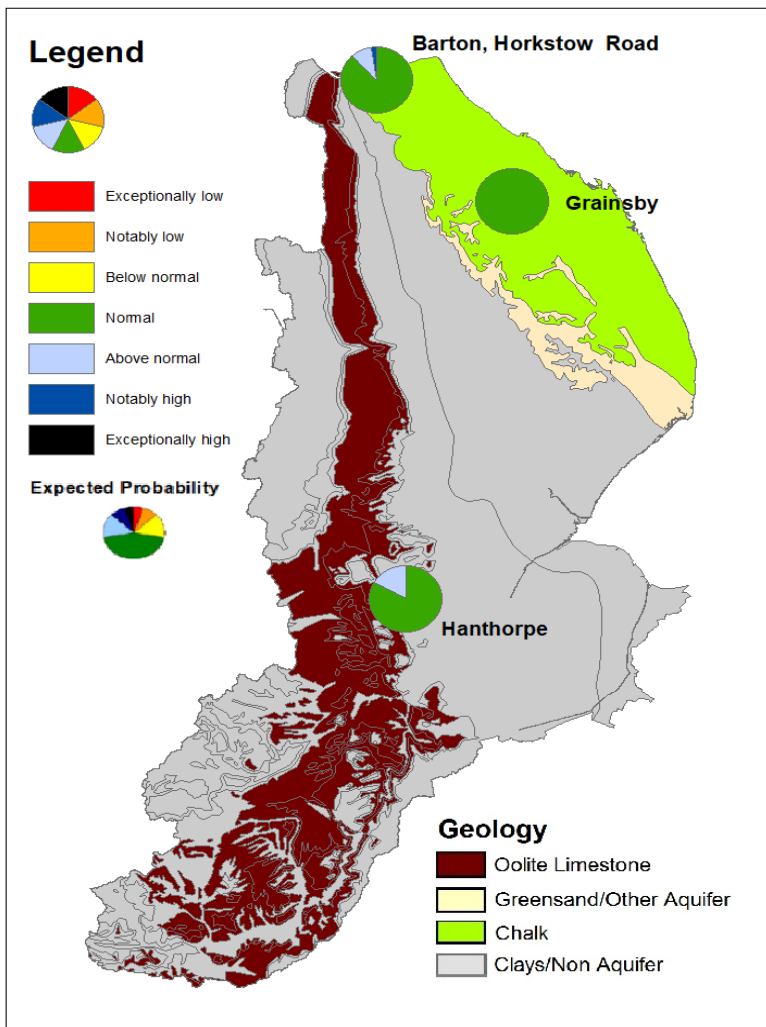 Barton, Horkstow Road
Legend
Grainsby
Exceptionally low
Notably low
Below normal
Normal
Above normal
Notably high
Exceptionally high
Expected Probability
Hanthorpe
Geology
Oolite Limestone
Greensand/Other Aquifer
Chalk
Clays/Non Aquifer